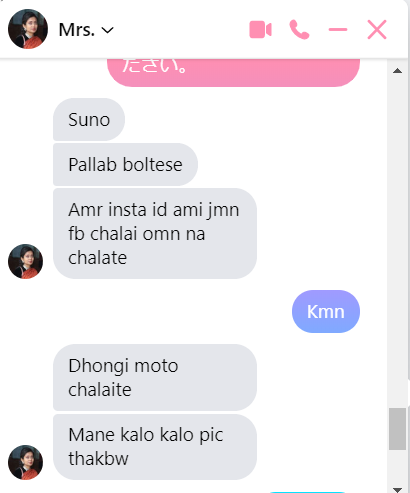 Mrs.
ださい。
Suno
Pallab boltese
Amr insta id ami jmn
fb chalai omn na
chalate
Kmn
Dhongi moto
chalaite
Mane kalo kalo pic
thakbw